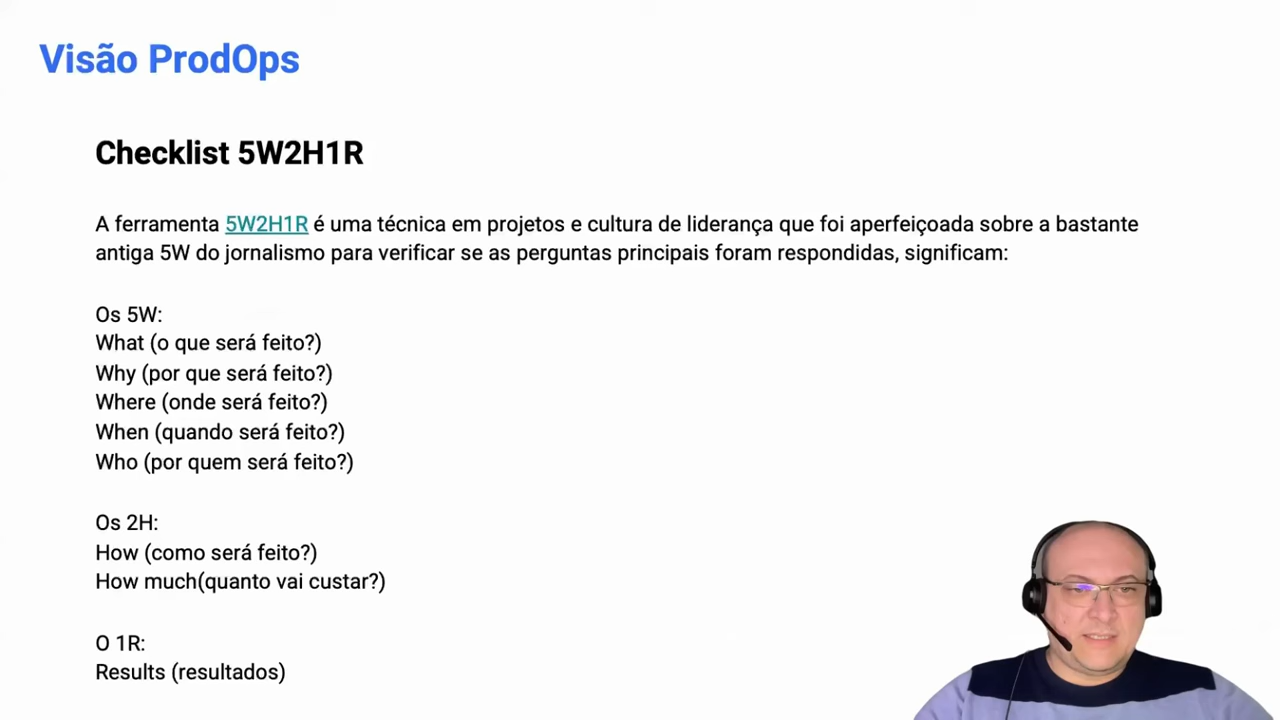 Visão ProdOps
Checklist 5W2H1R
A ferramenta 5W2H1R é uma técnica em projetos e cultura de liderança que foi aperfeiçoada sobre a bastante
antiga 5W do jornalismo para verificar se as perguntas principais foram respondidas, significam:
Os 5W:
What (o que será feito?)
Why (por que será feito?)
Where (onde será feito?)
When (quando será feito?)
Who (por quem será feito?)
Os 2H:
How (como será feito?)
How much(quanto vai custar?)
O 1R:
Results (resultados)